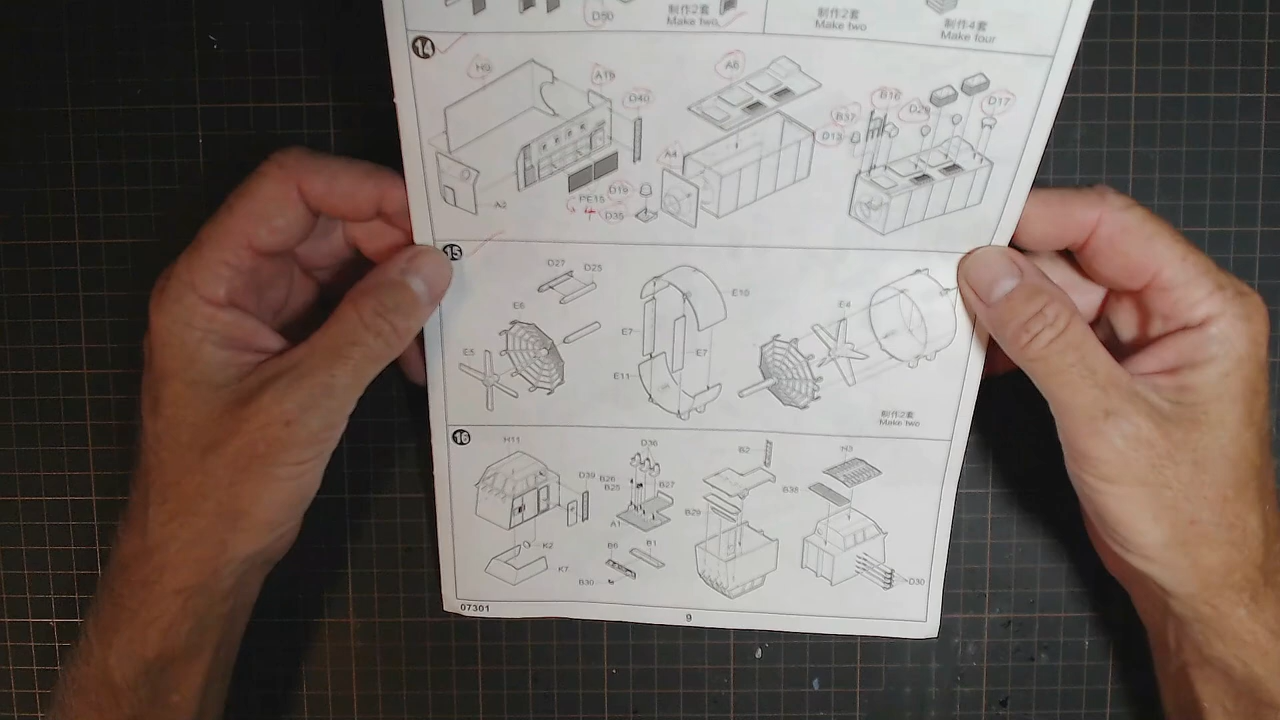 D50
制作2套
Make two
制作2套
Make two
制作4套
Make four
14
H9
A19
D40
A2
PE15
D19
D35
A6
A4
B37
B16
D13
D17
15
D27
D25
E6
E5
E10
E7
E7
E11
E4
制作2套
Make two
16
H11
D39
K2
K7
D36
B26
B25
B27
A1
B6
B1
B30
B2
B29
B38
D30
07301
9